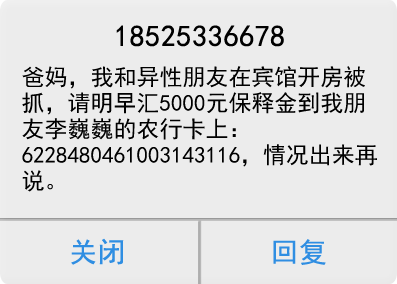 18525336678
爸妈，我和异性朋友在宾馆开房被
抓，请明早汇5000元保释金到我朋
友李巍巍的农行卡上：
6228480461003143116，情况出来再
说。
关闭
回复